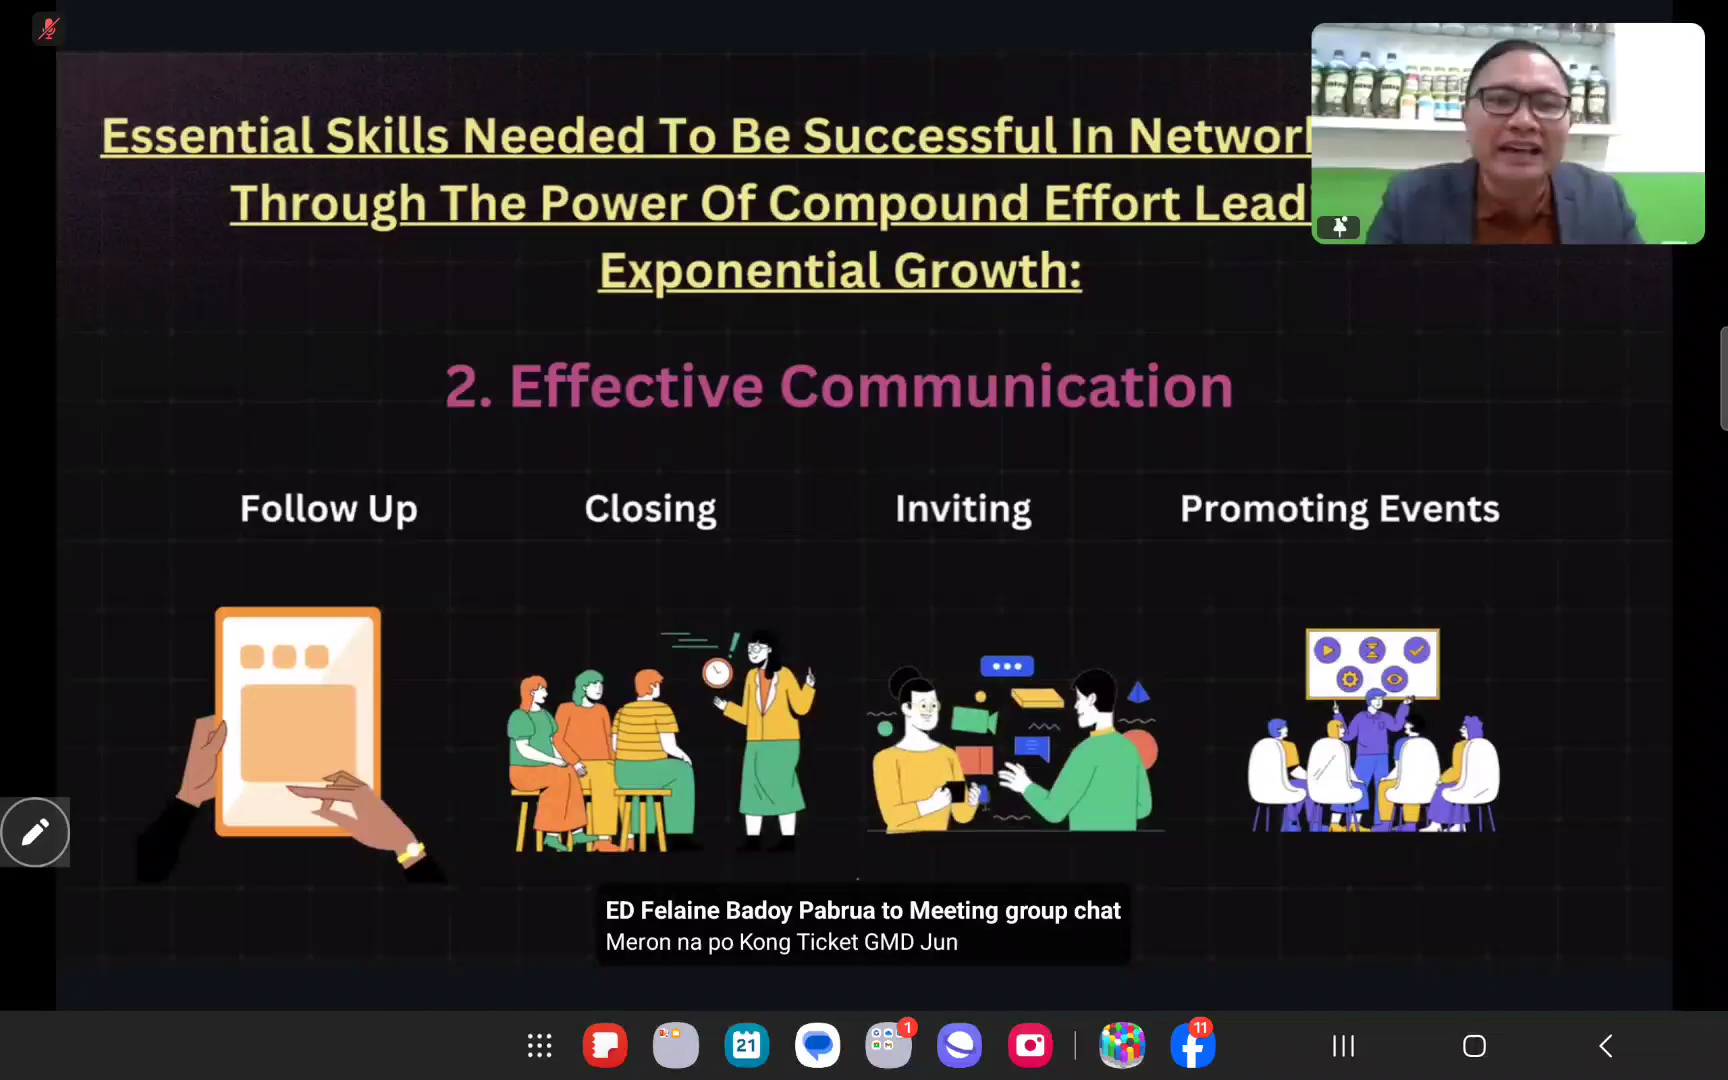 Essential Skills Needed To Be Successful In Network
Through The Power Of Compound Effort Leadi
Exponential Growth:
2. Effective Communication
Follow Up
Closing
Inviting
Promoting Events
ED Felaine Badoy Pabrua to Meeting group chat
Meron na po Kong Ticket GMD Jun
21
1
11